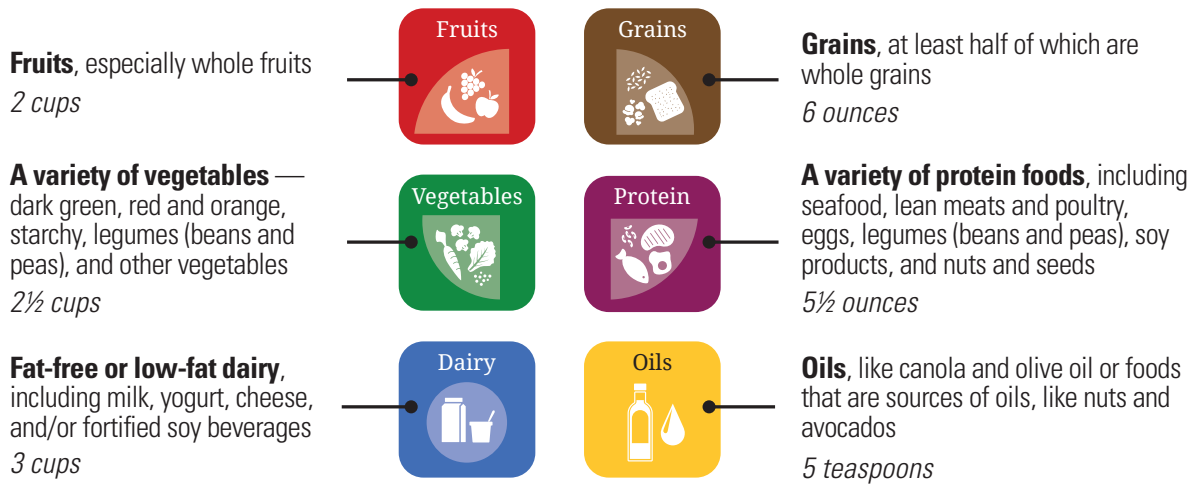 Fruits
Fruits, especially whole fruits
2 cups
Grains
Grains, at least half of which are
whole grains
6 ounces
A variety of vegetables —
dark green, red and orange,
starchy, legumes (beans and
peas), and other vegetables
2½ cups
Vegetables
Protein
A variety of protein foods, including
seafood, lean meats and poultry,
eggs, legumes (beans and peas), soy
products, and nuts and seeds
5½ ounces
Fat-free or low-fat dairy,
including milk, yogurt, cheese,
and/or fortified soy beverages
3 cups
Dairy
Oils
Oils, like canola and olive oil or foods
that are sources of oils, like nuts and
avocados
5 teaspoons